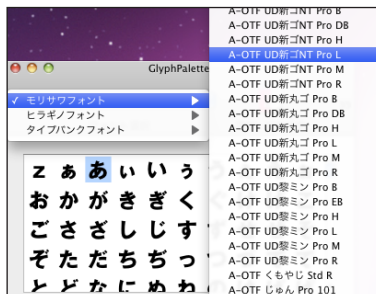 GlyphPalette
モリサワフォント
ヒラギノフォント
タイプバンクフォント
z ぁ あ ぃ い ぅ
お か が き ぎ く
ご さ ざ し じ す
ぞ た だ ち ぢ っ
と ど な に ぬ ね
A-OTF UD新ゴNT Pro B
A-OTF UD新ゴNT Pro DB
A-OTF UD新ゴNT Pro H
A-OTF UD新ゴNT Pro L
A-OTF UD新ゴNT Pro M
A-OTF UD新ゴNT Pro R
A-OTF UD新丸ゴ Pro B
A-OTF UD新丸ゴ Pro DB
A-OTF UD新丸ゴ Pro H
A-OTF UD新丸ゴ Pro L
A-OTF UD新丸ゴ Pro M
A-OTF UD新丸ゴ Pro R
A-OTF UD黎ミン Pro B
A-OTF UD黎ミン Pro EB
A-OTF UD黎ミン Pro H
A-OTF UD黎ミン Pro L
A-OTF UD黎ミン Pro M
A-OTF UD黎ミン Pro R
A-OTF くもやじ Std R
A-OTF じゅん Pro 101